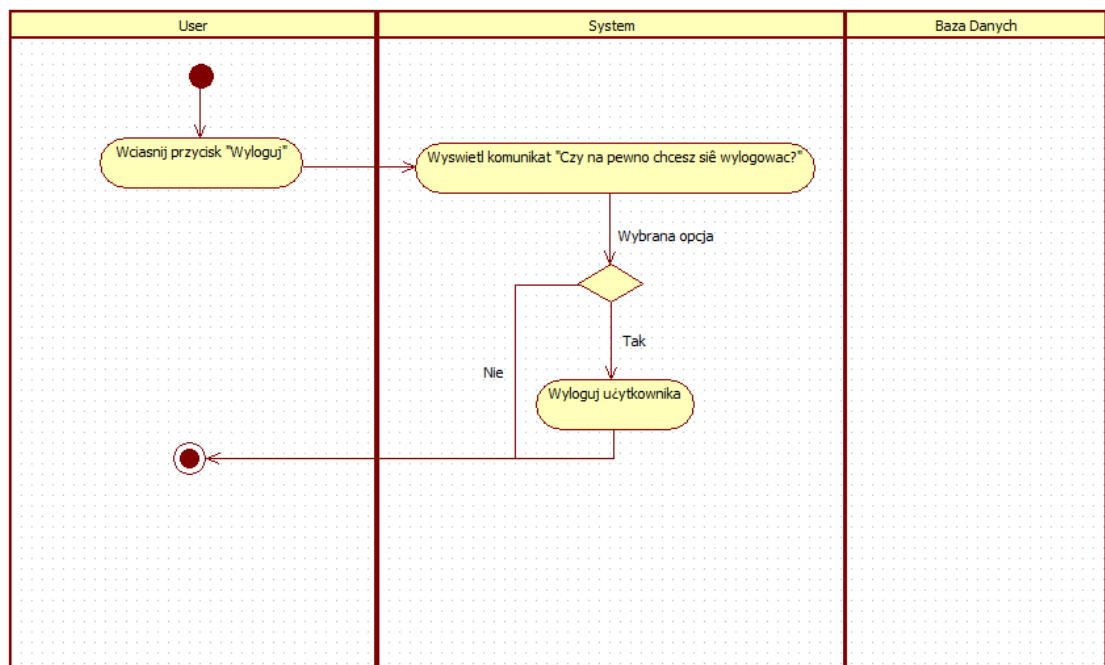 User
System
Baza Danych
Wciasnij przycisk "Wyloguj"
Wyswietl komunikat "Czy na pewno chcesz siê wylogowac?"
Wybrana opcja
Tak
Nie
Wyloguj użytkownika